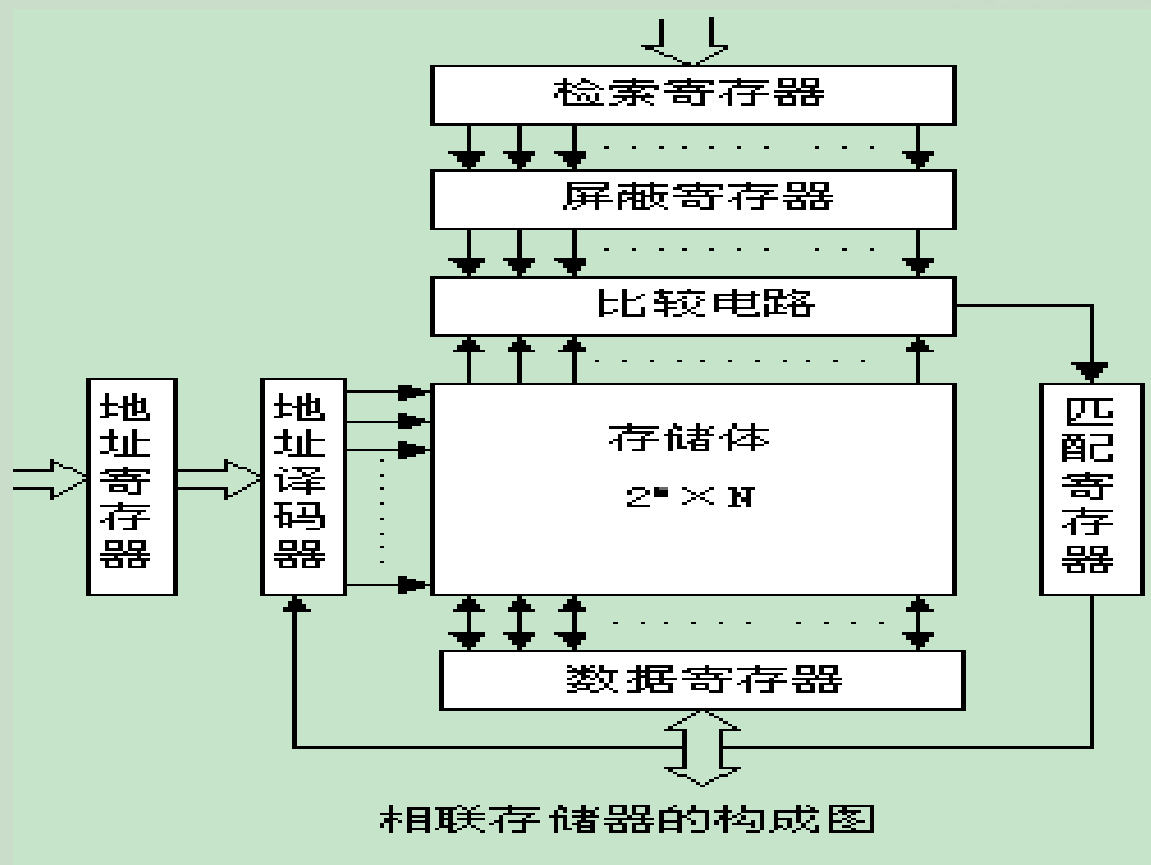 检索寄存器
屏蔽寄存器
比较电路
地址寄存器
地址译码器
存储体
2ᵐ×N
匹配寄存器
数据寄存器
相联存储器的构成图